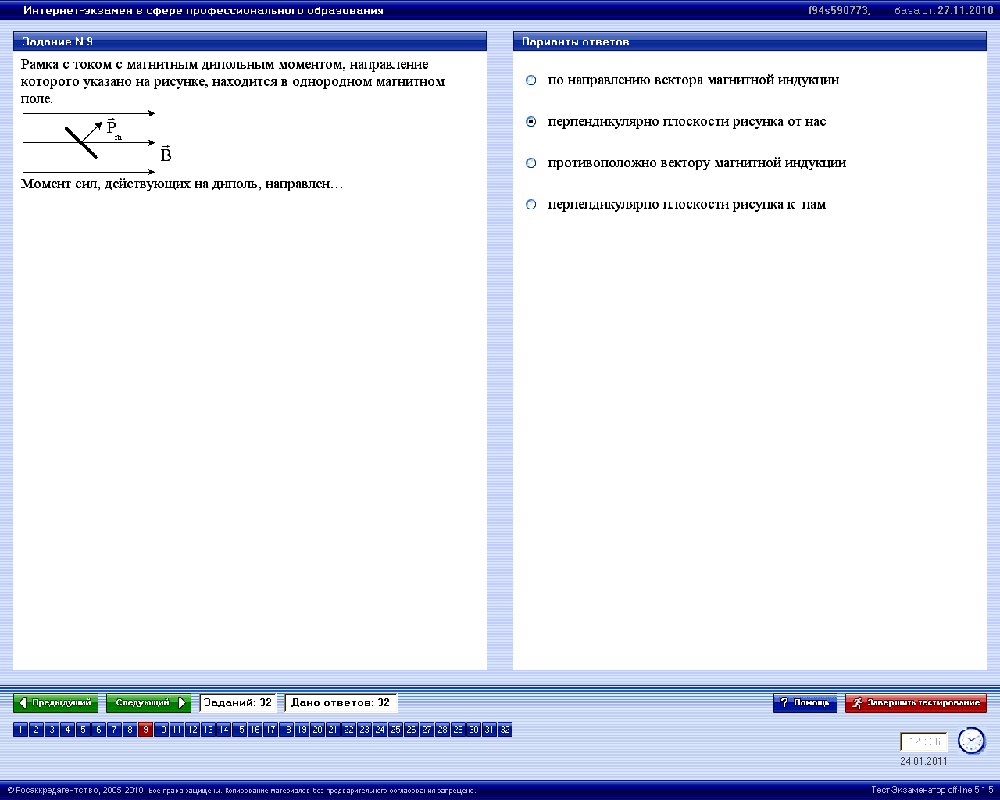 Интернет-экзамен в сфере профессионального образования
f94s590773; база от: 27.11.2010
Задание N 9
Рамка с током с магнитным дипольным моментом, направление
которого указано на рисунке, находится в однородном магнитном
поле.
P m
B
Момент сил, действующих на диполь, направлен…
Варианты ответов
по направлению вектора магнитной индукции
перпендикулярно плоскости рисунка от нас
противоположно вектору магнитной индукции
перпендикулярно плоскости рисунка к нам
Предыдущий Следующий Заданий: 32 Дано ответов: 32 ? Помощь Завершить тестирование
1 2 3 4 5 6 7 8 9 10 11 12 13 14 15 16 17 18 19 20 21 22 23 24 25 26 27 28 29 30 31 32
12 : 36
24.01.2011
© Росаккредагентство, 2005-2010. Все права защищены. Копирование материалов без предварительного согласования запрещено. Тест-Экзаменатор off-line 5.1.5